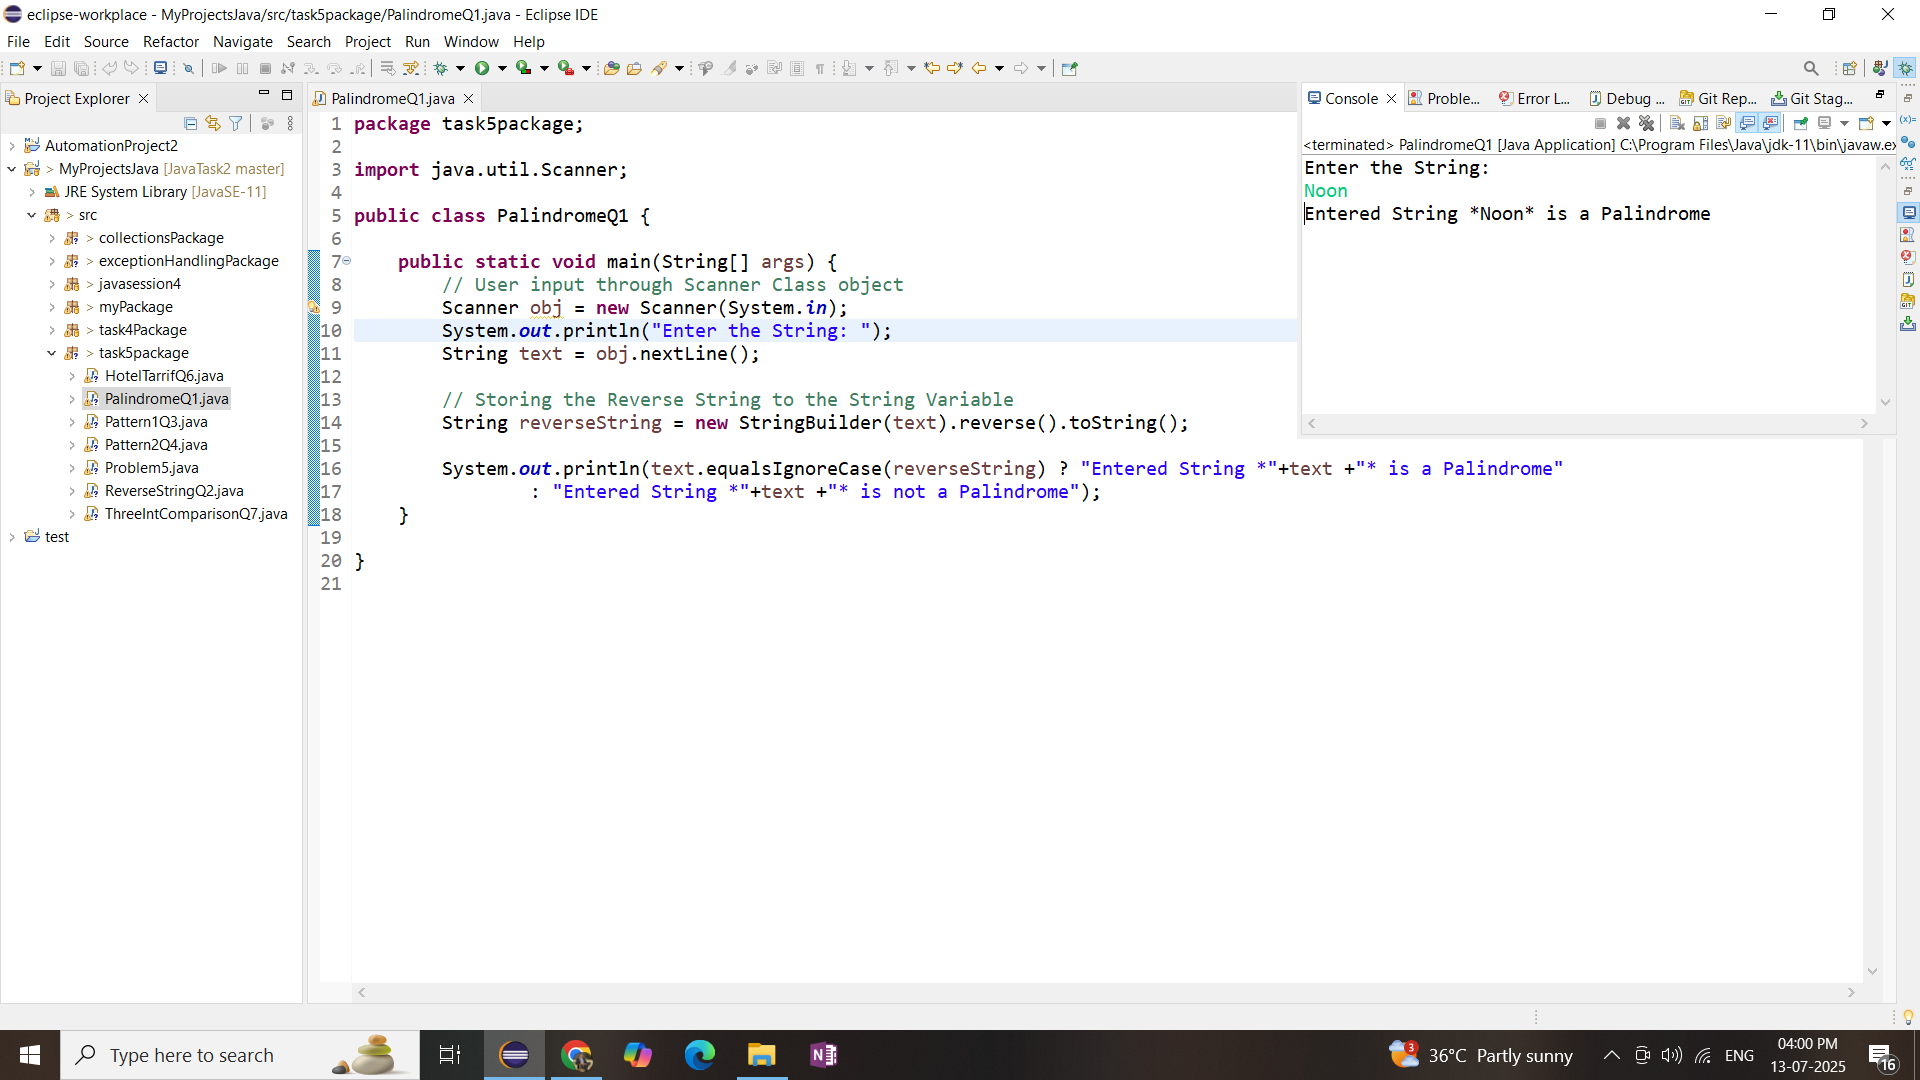 eclipse-workplace - MyProjectsJava/src/task5package/PalindromeQ1.java - Eclipse IDE
File Edit Source Refactor Navigate Search Project Run Window Help
Project Explorer
AutomationProject2
> MyProjectsJava [JavaTask2 master]
JRE System Library [JavaSE-11]
> src
> collectionsPackage
> exceptionHandlingPackage
> javasession4
> myPackage
> task4Package
> task5package
HotelTarrifQ6.java
PalindromeQ1.java
Pattern1Q3.java
Pattern2Q4.java
Problem5.java
ReverseStringQ2.java
ThreeIntComparisonQ7.java
test
PalindromeQ1.java
1 package task5package;
2
3 import java.util.Scanner;
4
5 public class PalindromeQ1 {
6
7     public static void main(String[] args) {
8         // User input through Scanner Class object
9         Scanner obj = new Scanner(System.in);
10         System.out.println("Enter the String: ");
11         String text = obj.nextLine();
12
13         // Storing the Reverse String to the String Variable
14         String reverseString = new StringBuilder(text).reverse().toString();
15
16         System.out.println(text.equalsIgnoreCase(reverseString) ? "Entered String *"+text +"* is a Palindrome"
17                 : "Entered String *"+text +"* is not a Palindrome");
18     }
19
20 }
21
Console Proble... Error L... Debug ... Git Rep... Git Stag...
<terminated> PalindromeQ1 [Java Application] C:\Program Files\Java\jdk-11\bin\javaw.ex
Enter the String:
Noon
Entered String *Noon* is a Palindrome
Type here to search
3
36°C Partly sunny
ENG
04:00 PM
13-07-2025
16